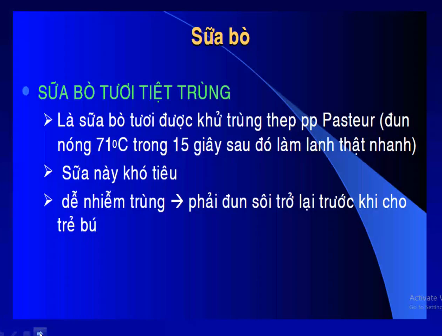 Sữa bò
SỮA BÒ TƯƠI TIỆT TRÙNG
Là sữa bò tươi được khử trùng thep pp Pasteur (đun
nóng 71ºC trong 15 giây sau đó làm lanh thật nhanh)
Sữa này khó tiêu
dễ nhiễm trùng → phải đun sôi trở lại trước khi cho
trẻ bú
Activate